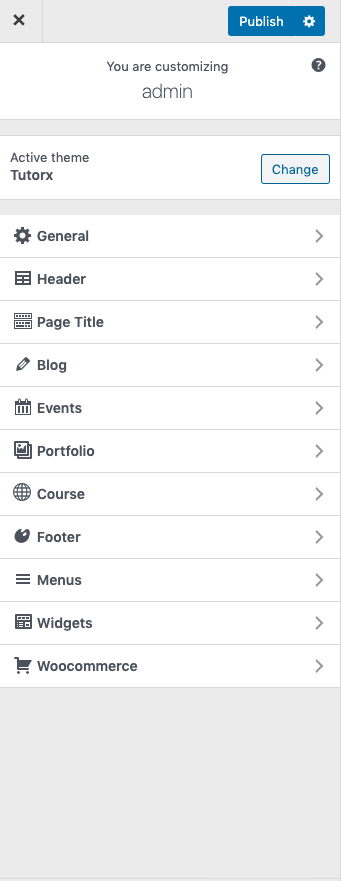 Publish
You are customizing
admin
Active theme
Tutorx
Change
General
Header
Page Title
Blog
Events
Portfolio
Course
Footer
Menus
Widgets
Woocommerce